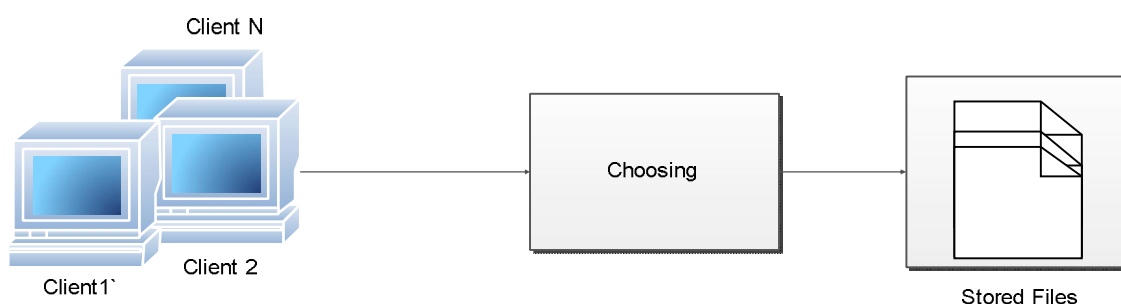 Client N
Choosing
Client 2
Client1`
Stored Files